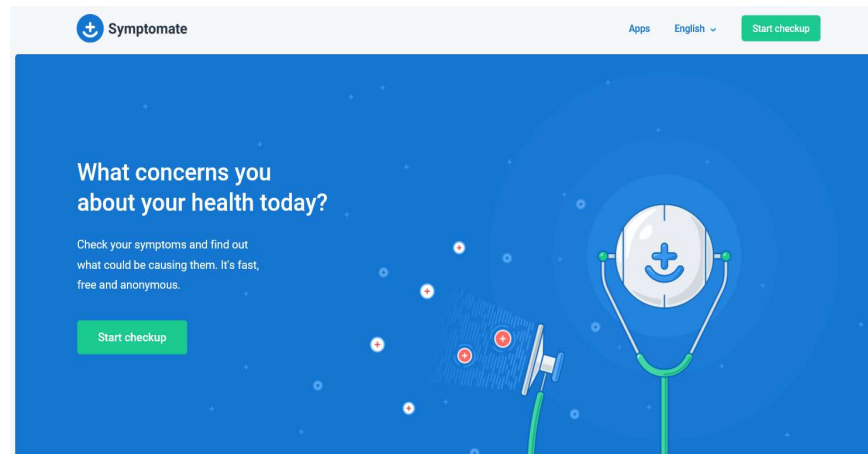 Symptomate
Apps
English
Start checkup
What concerns you
about your health today?
Check your symptoms and find out
what could be causing them. It's fast,
free and anonymous.
Start checkup